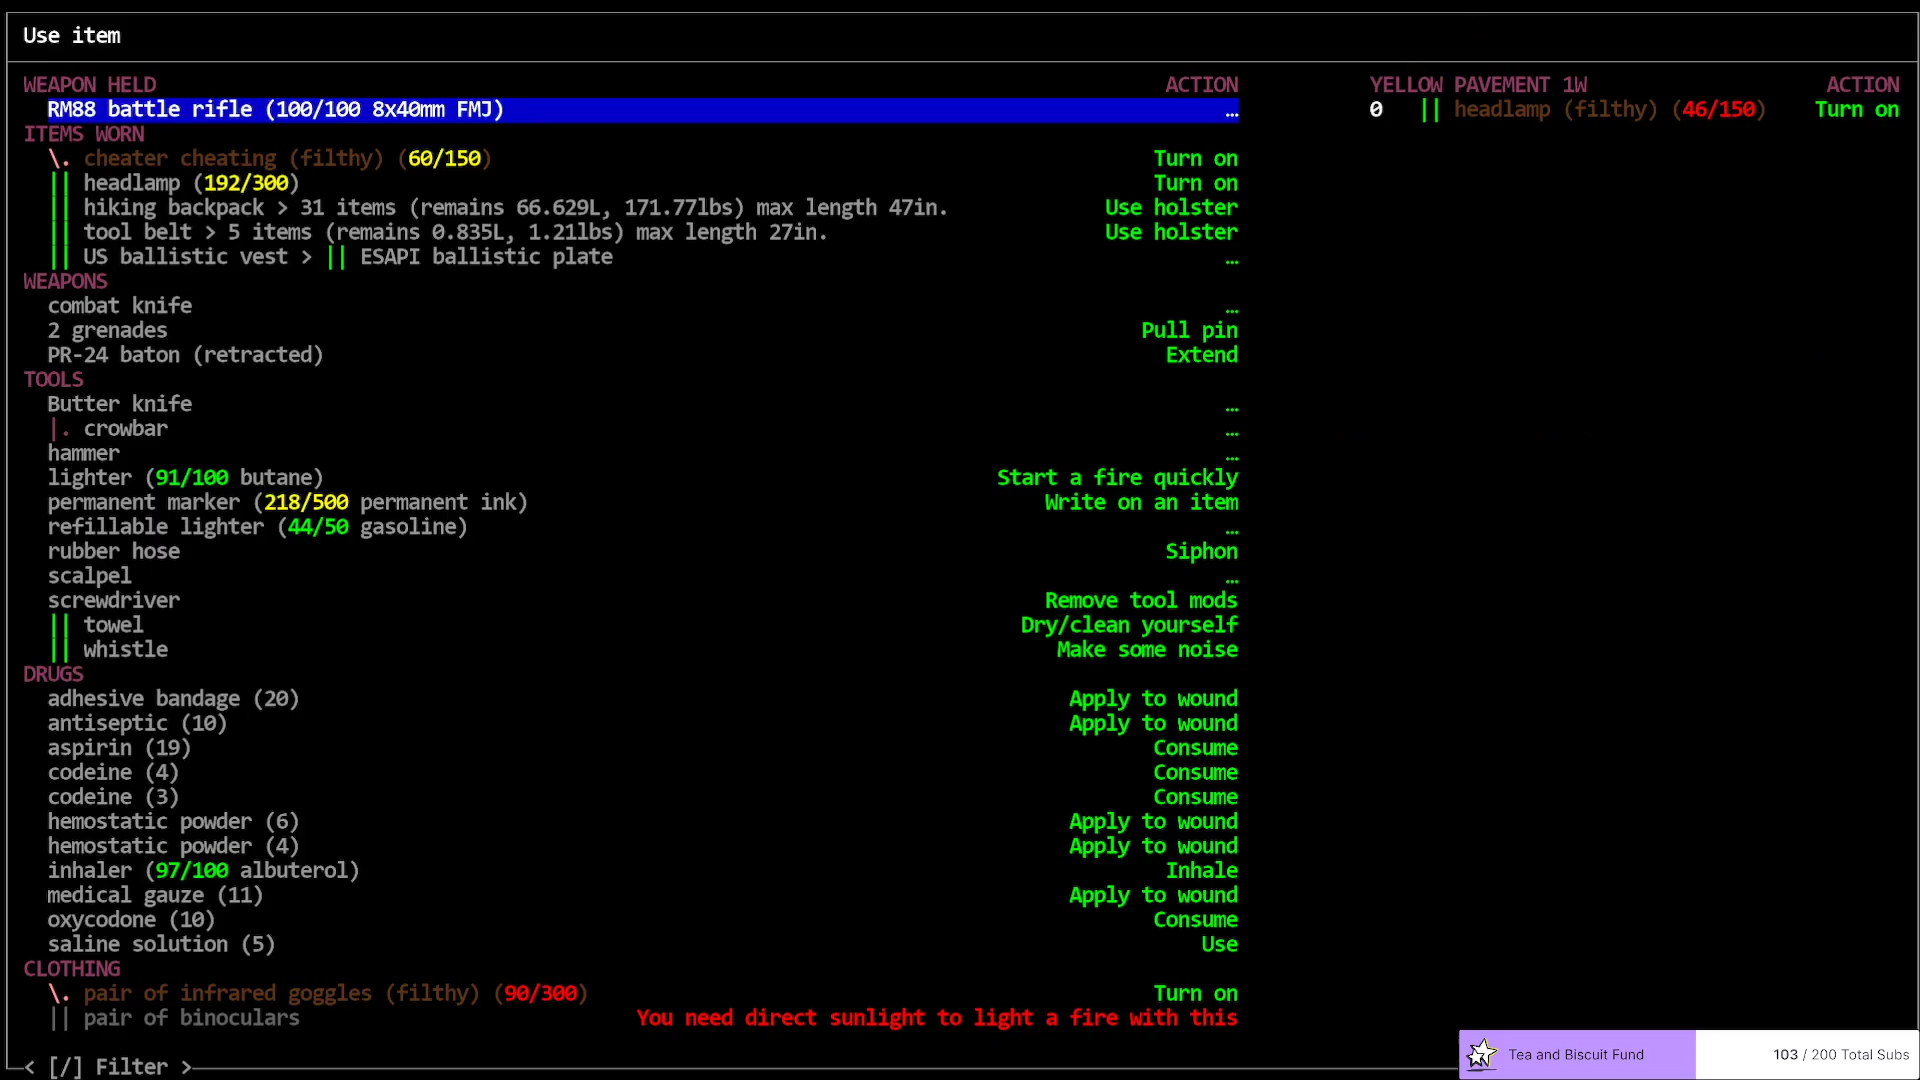 Use item
WEAPON HELD ACTION
RM88 battle rifle (100/100 8x40mm FMJ) …
ITEMS WORN
\. cheater cheating (filthy) (60/150) Turn on
|| headlamp (192/300) Turn on
|| hiking backpack > 31 items (remains 66.629L, 171.77lbs) max length 47in. Use holster
|| tool belt > 5 items (remains 0.835L, 1.21lbs) max length 27in. Use holster
|| US ballistic vest > || ESAPI ballistic plate …
WEAPONS
combat knife …
2 grenades Pull pin
PR-24 baton (retracted) Extend
TOOLS
Butter knife …
|. crowbar …
hammer …
lighter (91/100 butane) Start a fire quickly
permanent marker (218/500 permanent ink) Write on an item
refillable lighter (44/50 gasoline) …
rubber hose Siphon
scalpel …
screwdriver Remove tool mods
|| towel Dry/clean yourself
|| whistle Make some noise
DRUGS
adhesive bandage (20) Apply to wound
antiseptic (10) Apply to wound
aspirin (19) Consume
codeine (4) Consume
codeine (3) Consume
hemostatic powder (6) Apply to wound
hemostatic powder (4) Apply to wound
inhaler (97/100 albuterol) Inhale
medical gauze (11) Apply to wound
oxycodone (10) Consume
saline solution (5) Use
CLOTHING
\. pair of infrared goggles (filthy) (90/300) Turn on
|| pair of binoculars You need direct sunlight to light a fire with this
< [/] Filter >
YELLOW PAVEMENT 1W ACTION
0 || headlamp (filthy) (46/150) Turn on
Tea and Biscuit Fund 103 / 200 Total Subs